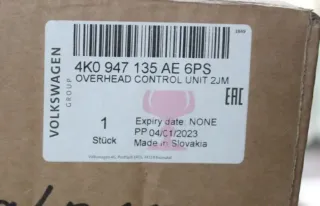 VOLKSWAGEN
GROUP
4K0 947 135 AE 6PS
OVERHEAD CONTROL UNIT 2JM
EAC
1
Stück
Expiry date: NONE
PP 04/01/2023
Made in Slovakia